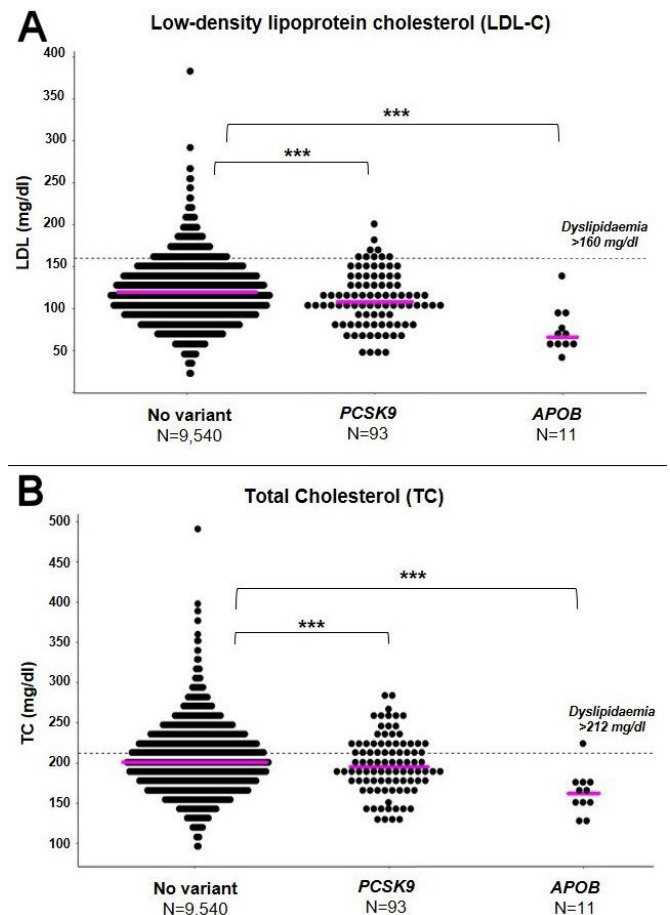 A
Low-density lipoprotein cholesterol (LDL-C)
400
350
300
250
200
150
100
50
LDL (mg/dl)
***
***
Dyslipidaemia
>160 mg/dl
No variant
N=9,540
PCSK9
N=93
APOB
N=11
B
Total Cholesterol (TC)
500
450
400
350
300
250
200
150
100
TC (mg/dl)
***
***
Dyslipidaemia
>212 mg/dl
No variant
N=9,540
PCSK9
N=93
APOB
N=11